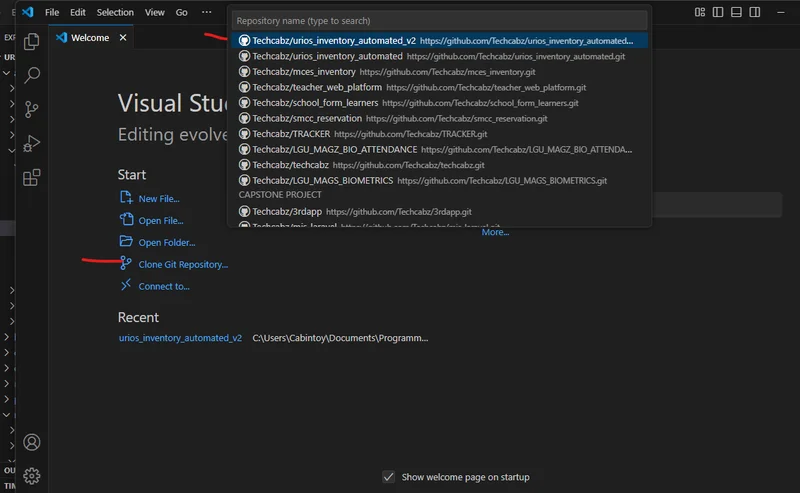 File Edit Selection View Go ···
Repository name (type to search)
EXP
Welcome
Techcabz/urios_inventory_automated_v2 https://github.com/Techcabz/urios_inventory_automated...
UR
Techcabz/urios_inventory_automated https://github.com/Techcabz/urios_inventory_automated.git
Techcabz/mces_inventory https://github.com/Techcabz/mces_inventory.git
Techcabz/teacher_web_platform https://github.com/Techcabz/teacher_web_platform.git
Visual Stu
Techcabz/school_form_learners https://github.com/Techcabz/school_form_learners.git
Techcabz/smcc_reservation https://github.com/Techcabz/smcc_reservation.git
Editing evolve
Techcabz/TRACKER https://github.com/Techcabz/TRACKER.git
Techcabz/LGU_MAGZ_BIO_ATTENDANCE https://github.com/Techcabz/LGU_MAGZ_BIO_ATTENDA...
Techcabz/techcabz https://github.com/Techcabz/techcabz.git
Techcabz/LGU_MAGS_BIOMETRICS https://github.com/Techcabz/LGU_MAGS_BIOMETRICS.git
CAPSTONE PROJECT
Techcabz/3rdapp https://github.com/Techcabz/3rdapp.git
Start
New File...
Open File...
More...
Open Folder...
Clone Git Repository...
Connect to...
Recent
urios_inventory_automated_v2 C:\Users\Cabintoy\Documents\Programm...
OU
TIM
Show welcome page on startup